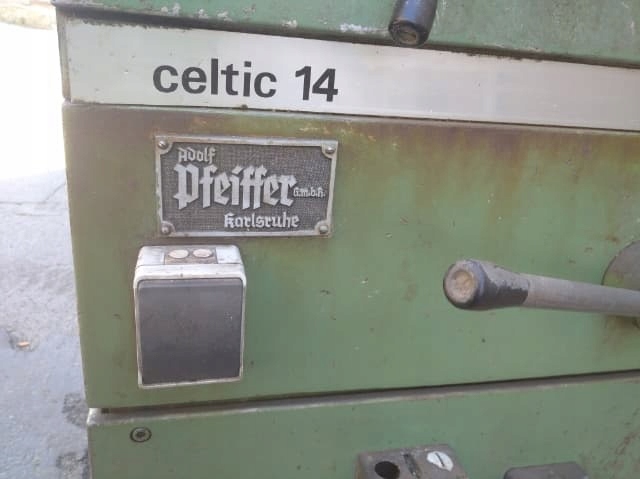 celtic 14
Adolf
Pfeiffer G.m.b.H.
Karlsruhe